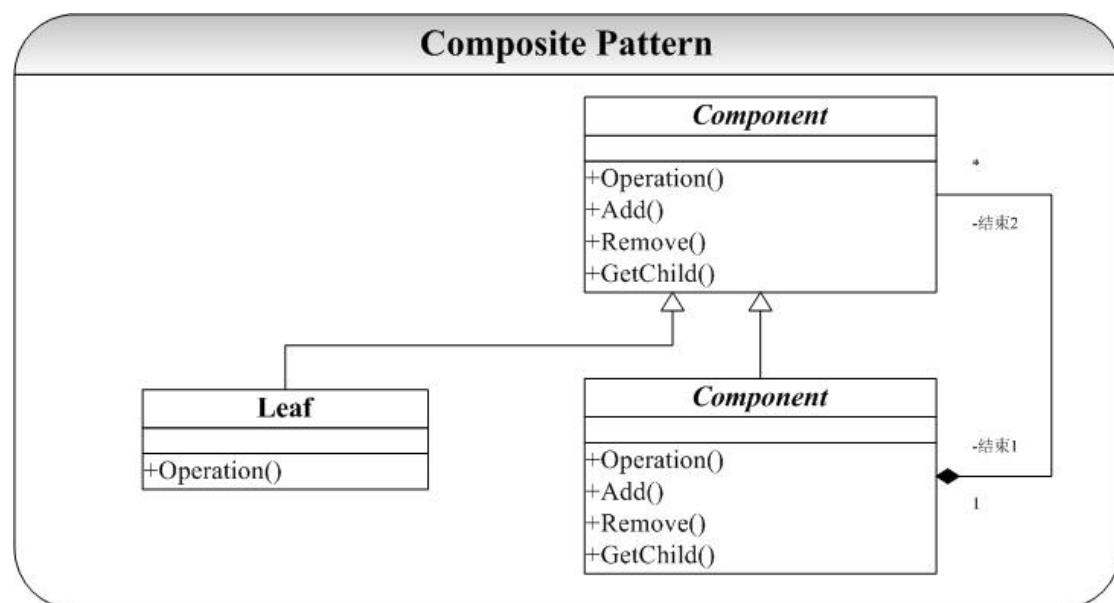 Composite Pattern
Component
+Operation()
+Add()
+Remove()
+GetChild()
*
-结束2
Leaf
+Operation()
Component
+Operation()
+Add()
+Remove()
+GetChild()
-结束1
1